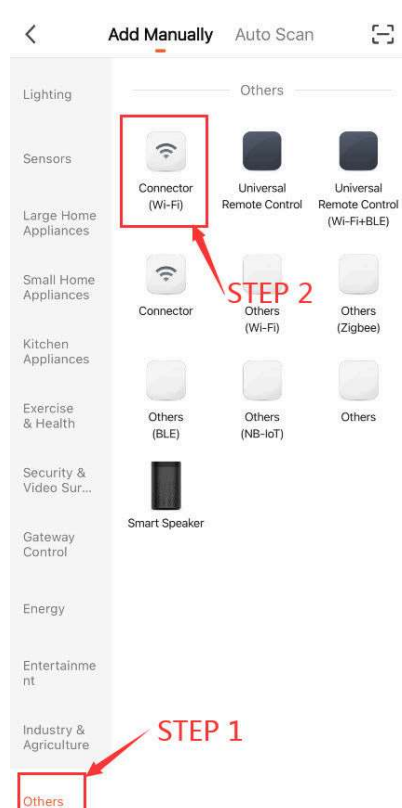 Add Manually Auto Scan
Lighting
Sensors
Large Home
Appliances
Small Home
Appliances
Kitchen
Appliances
Exercise
& Health
Security &
Video Sur...
Gateway
Control
Energy
Entertainme
nt
Industry &
Agriculture
Others
Others
Connector
(Wi-Fi)
Universal
Remote Control
Universal
Remote Control
(Wi-Fi+BLE)
STEP 2
Connector
Others
(Wi-Fi)
Others
(Zigbee)
Others
(BLE)
Others
(NB-IoT)
Others
Smart Speaker
STEP 1